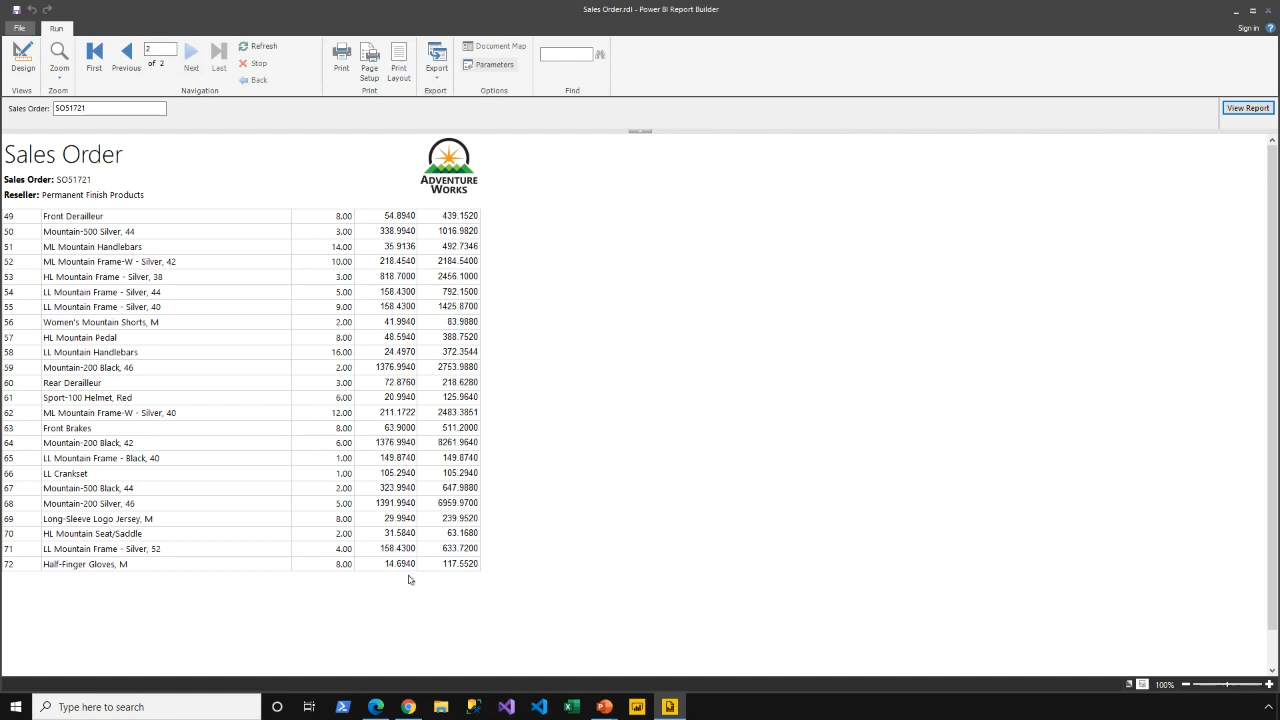 Sales Order.rdl - Power BI Report Builder
File
Run
Sign in
Design
Zoom
First
Previous
2
of 2
Next
Last
Refresh
Stop
Back
Print
Page Setup
Print Layout
Export
Document Map
Parameters
Views
Zoom
Navigation
Print
Export
Options
Find
Sales Order: SO51721
View Report
Sales Order
ADVENTURE
WORKS
Sales Order: SO51721
Reseller: Permanent Finish Products
49 Front Derailleur 8.00 54.8940 439.1520
50 Mountain-500 Silver, 44 3.00 338.9940 1016.9820
51 ML Mountain Handlebars 14.00 35.9136 492.7346
52 ML Mountain Frame-W - Silver, 42 10.00 218.4540 2184.5400
53 HL Mountain Frame - Silver, 38 3.00 818.7000 2456.1000
54 LL Mountain Frame - Silver, 44 5.00 158.4300 792.1500
55 LL Mountain Frame - Silver, 40 9.00 158.4300 1425.8700
56 Women's Mountain Shorts, M 2.00 41.9940 83.9880
57 HL Mountain Pedal 8.00 48.5940 388.7520
58 LL Mountain Handlebars 16.00 24.4970 372.3544
59 Mountain-200 Black, 46 2.00 1376.9940 2753.9880
60 Rear Derailleur 3.00 72.8760 218.6280
61 Sport-100 Helmet, Red 6.00 20.9940 125.9640
62 ML Mountain Frame-W - Silver, 40 12.00 211.1722 2483.3851
63 Front Brakes 8.00 63.9000 511.2000
64 Mountain-200 Black, 42 6.00 1376.9940 8261.9640
65 LL Mountain Frame - Black, 40 1.00 149.8740 149.8740
66 LL Crankset 1.00 105.2940 105.2940
67 Mountain-500 Black, 44 2.00 323.9940 647.9880
68 Mountain-200 Silver, 46 5.00 1391.9940 6959.9700
69 Long-Sleeve Logo Jersey, M 8.00 29.9940 239.9520
70 HL Mountain Seat/Saddle 2.00 31.5840 63.1680
71 LL Mountain Frame - Silver, 52 4.00 158.4300 633.7200
72 Half-Finger Gloves, M 8.00 14.6940 117.5520
100%
Type here to search